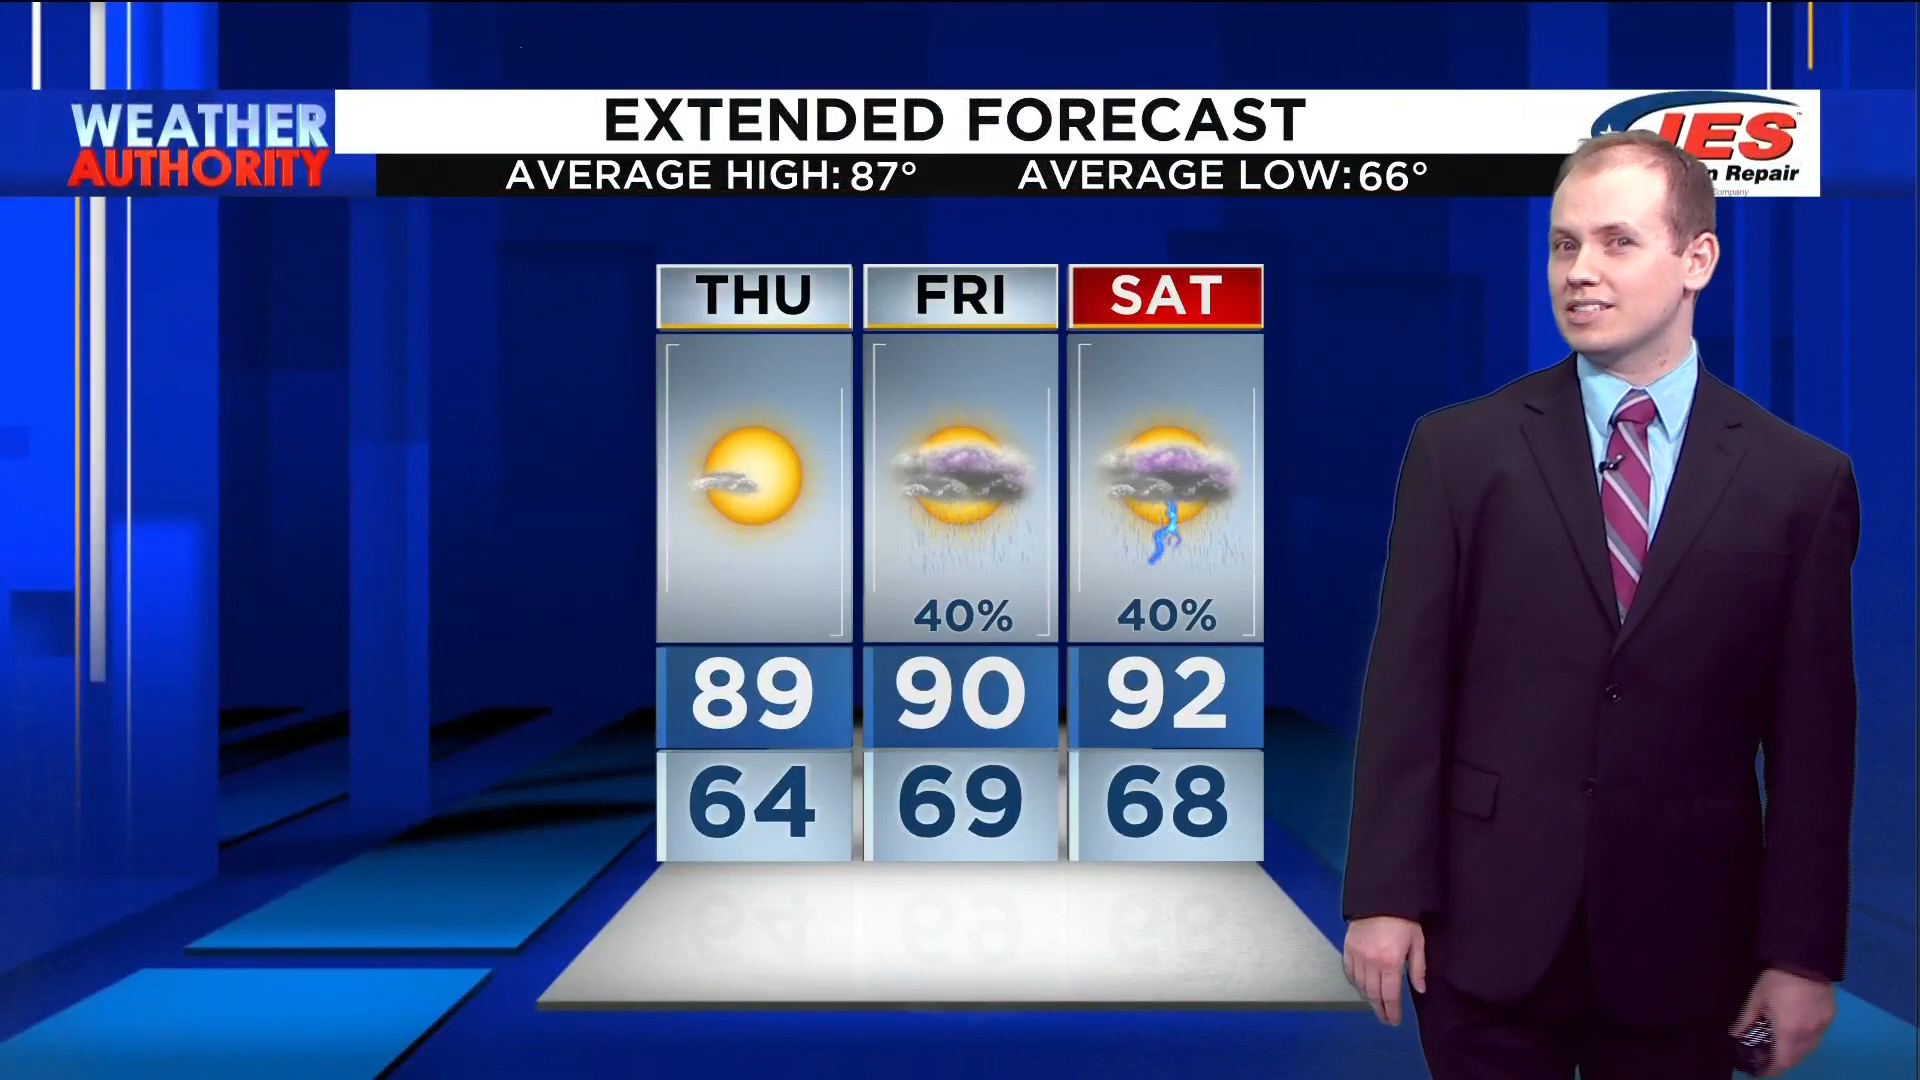 WEATHER
AUTHORITY
EXTENDED FORECAST
AVERAGE HIGH: 87° AVERAGE LOW: 66°
JES
Repair
Company
THU FRI SAT
40% 40%
89 90 92
64 69 68